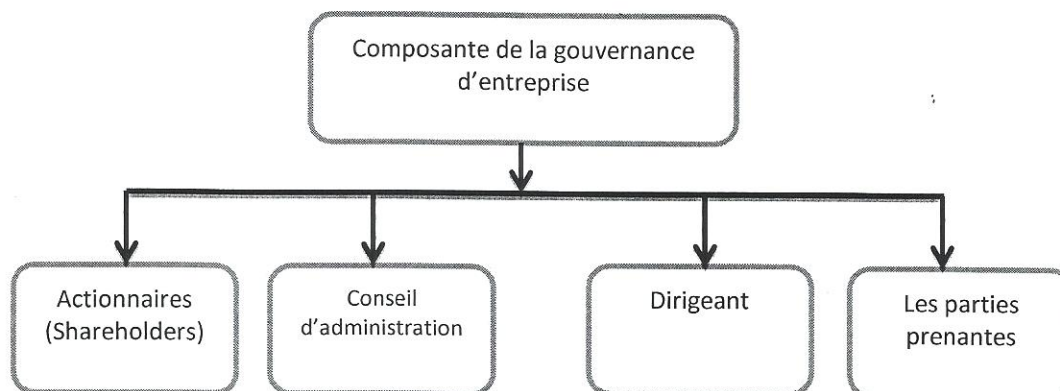 Composante de la gouvernance
d'entreprise
Actionnaires
(Shareholders)
Conseil
d'administration
Dirigeant
Les parties
prenantes